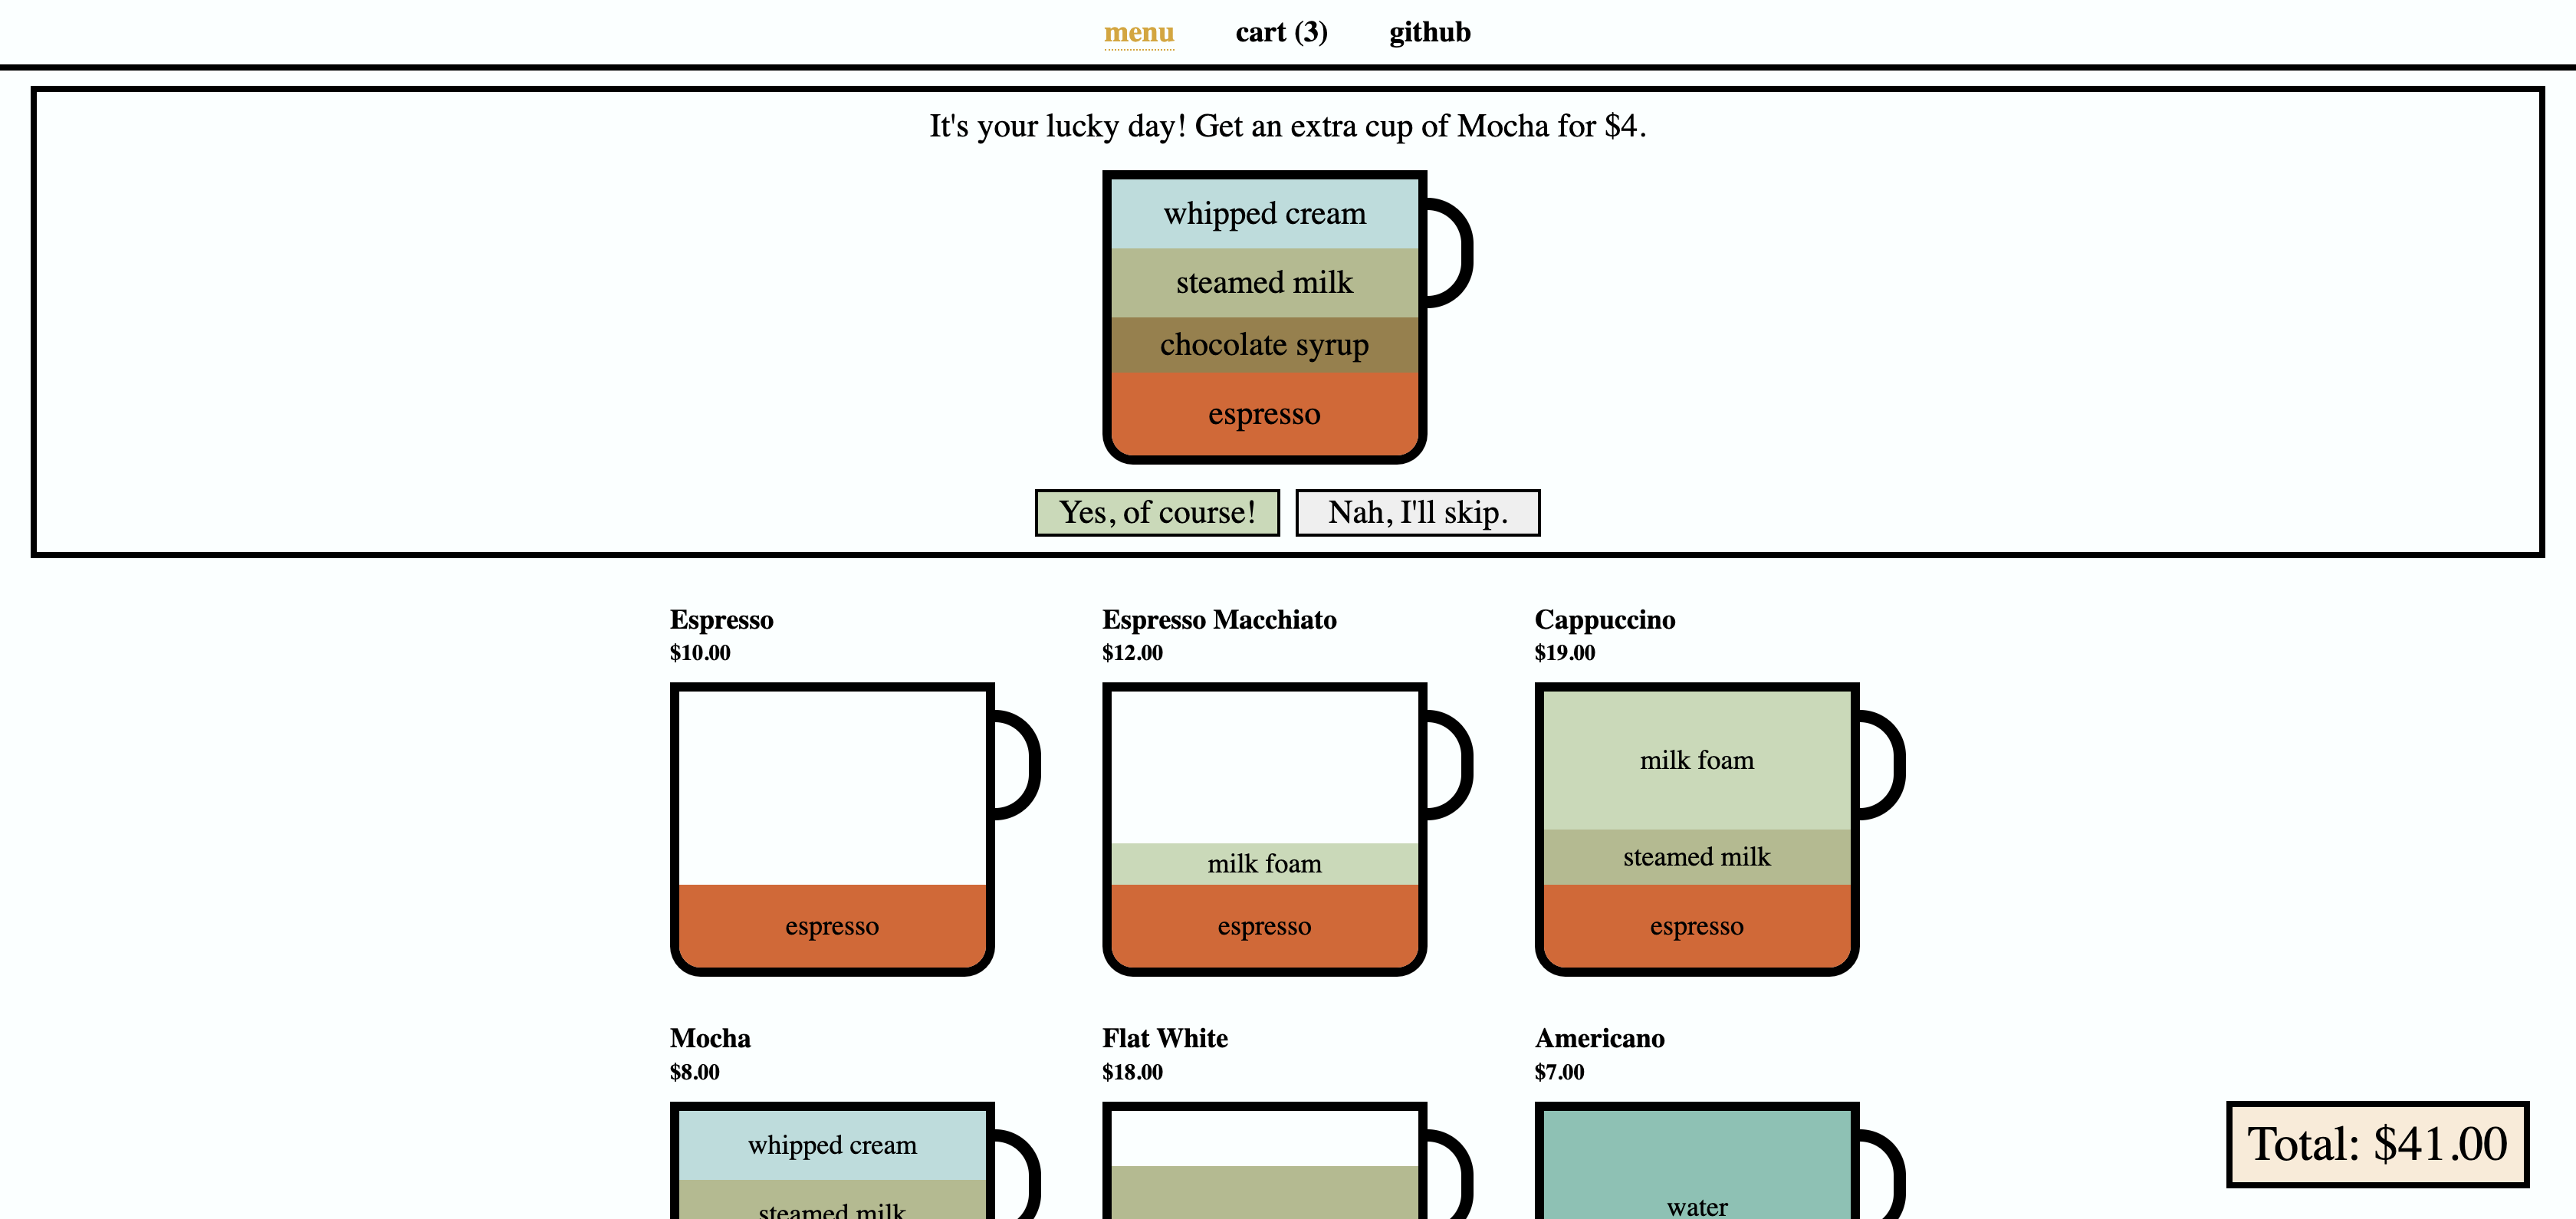 menu cart (3) github
It's your lucky day! Get an extra cup of Mocha for $4.
whipped cream
steamed milk
chocolate syrup
espresso
Yes, of course! Nah, I'll skip.
Espresso Espresso Macchiato Cappuccino
$10.00 $12.00 $19.00
milk foam
steamed milk
milk foam
espresso espresso espresso
Mocha Flat White Americano
$8.00 $18.00 $7.00
whipped cream
Total: $41.00
steamed milk water